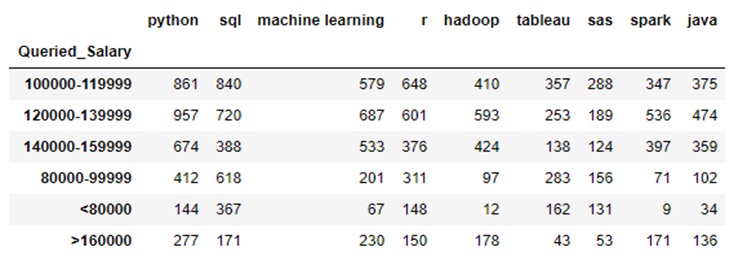 python sql machine learning r hadoop tableau sas spark java
Queried_Salary
100000-119999 861 840 579 648 410 357 288 347 375
120000-139999 957 720 687 601 593 253 189 536 474
140000-159999 674 388 533 376 424 138 124 397 359
80000-99999 412 618 201 311 97 283 156 71 102
<80000 144 367 67 148 12 162 131 9 34
>160000 277 171 230 150 178 43 53 171 136